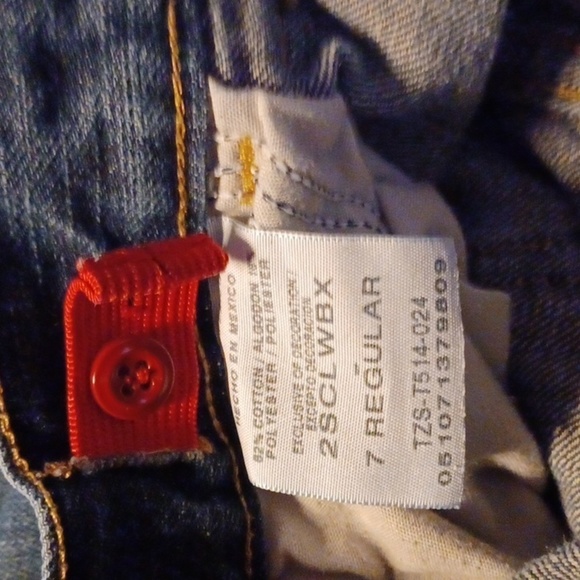 HECHO EN MEXICO
62% COTTON / ALGODON
POLYESTER / POLIESTER
EXCLUSIVE OF DECORATION /
EXCEPTO DECORACION
2SCLWBX
7 REGULAR
TZS-T514-024
051071379809